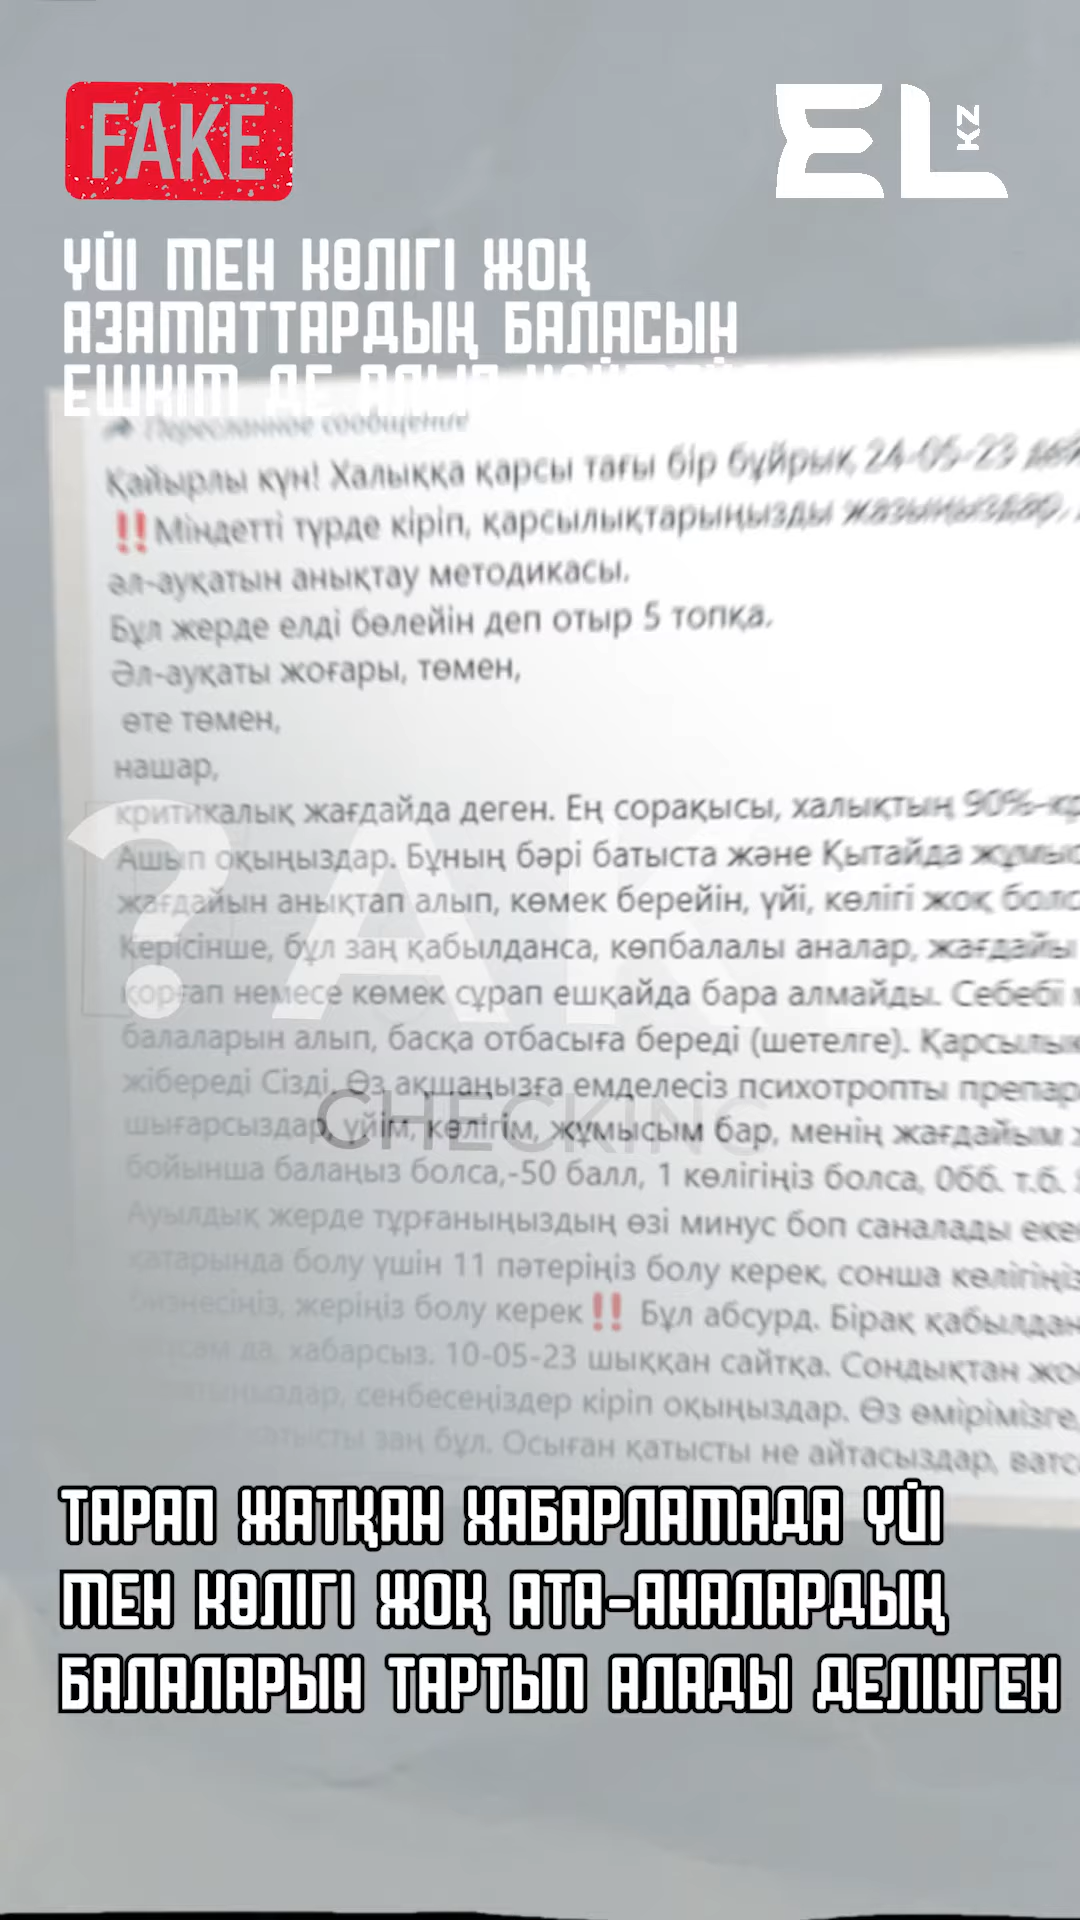 FAKE
EL KZ
ҮЙІ ТЕН КӨЛІГІ ЖОҚ
АЗАМАТТАРДЫҢ БАЛАСЫН
ЕШКІМ ДЕ АЛЫП
Пересланное сообщение
Қайырлы күн! Халыққа қарсы тағы бір бұйрық 24-05-23
‼️Міндетті түрде кіріп, қарсылықтарыңызды жазыңыздар,
әл-ауқатын анықтау методикасы.
Бұл жерде елді бөлейін деп отыр 5 топқа.
Әл-ауқаты жоғары, төмен,
өте төмен,
нашар,
критикалық жағдайда деген. Ең сорақысы, халықтың 90%-
Ашып оқыңыздар. Бұның бәрі батыста және Қытайда
жағдайын анықтап алып, көмек берейін, үйі, көлігі жоқ
Керісінше, бұл заң қабылданса, көпбалалы аналар, жағдайы
қорғап немесе көмек сұрап ешқайда бара алмайды. Себебі
балаларын алып, басқа отбасыға береді (шетелге).
жібереді Сізді. Өз ақшаңызға емделесіз психотропты
шығарсыздар, үйім, көлігім, жұмысым бар, менің жағдайым
бойынша балаңыз болса,-50 балл, 1 көлігіңіз болса, 0бб. т.б.
Ауылдық жерде тұрғаныңыздың өзі минус боп саналады
қатарында болу үшін 11 пәтеріңіз болу керек, сонша көлігіңіз
бизнесіңіз, жеріңіз болу керек‼️ Бұл абсурд. Бірақ
да, хабарсыз. 10-05-23 шыққан сайтқа. Сондықтан
сенбесеңіздер кіріп оқыңыздар. Өз өмірімізге,
қатысты заң бұл. Осыған қатысты не айтасыздар,
?AKE
CHECKING
ТАРАП ЖАТҚАН ХАБАРЛАМАДА ҮЙІ
МЕН КӨЛІГІ ЖОҚ АТА-АНАЛАРДЫҢ
БАЛАЛАРЫН ТАРТЫП АЛАДЫ ДЕЛІНГЕН